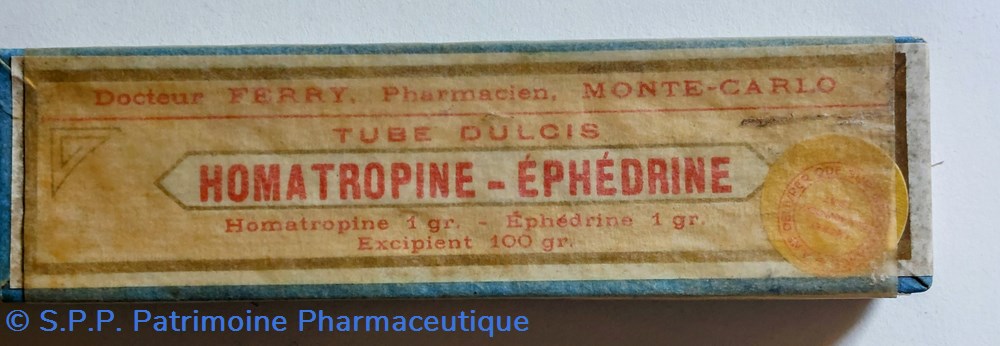 Docteur FERRY, Pharmacien, MONTE-CARLO
TUBE DULCIS
HOMATROPINE - ÉPHÉDRINE
Homatropine 1 gr. - Éphédrine 1 gr.
Excipient 100 gr.
© S.P.P. Patrimoine Pharmaceutique